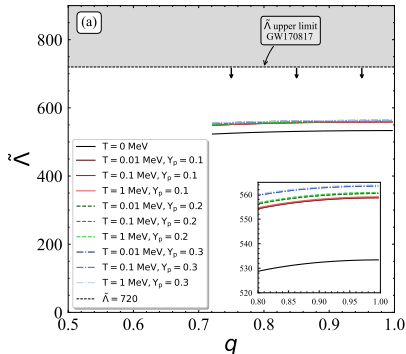 (a)
Λ̃ upper limit
GW170817
800
600
400
200
0
Λ̃
T = 0 MeV
T = 0.01 MeV, Yp = 0.1
T = 0.1 MeV, Yp = 0.1
T = 1 MeV, Yp = 0.1
T = 0.01 MeV, Yp = 0.2
T = 0.1 MeV, Yp = 0.2
T = 1 MeV, Yp = 0.2
T = 0.01 MeV, Yp = 0.3
T = 0.1 MeV, Yp = 0.3
T = 1 MeV, Yp = 0.3
Λ̃ = 720
560
550
540
530
520
0.80 0.85 0.90 0.95 1.00
0.5 0.6 0.7 0.8 0.9 1.0
q